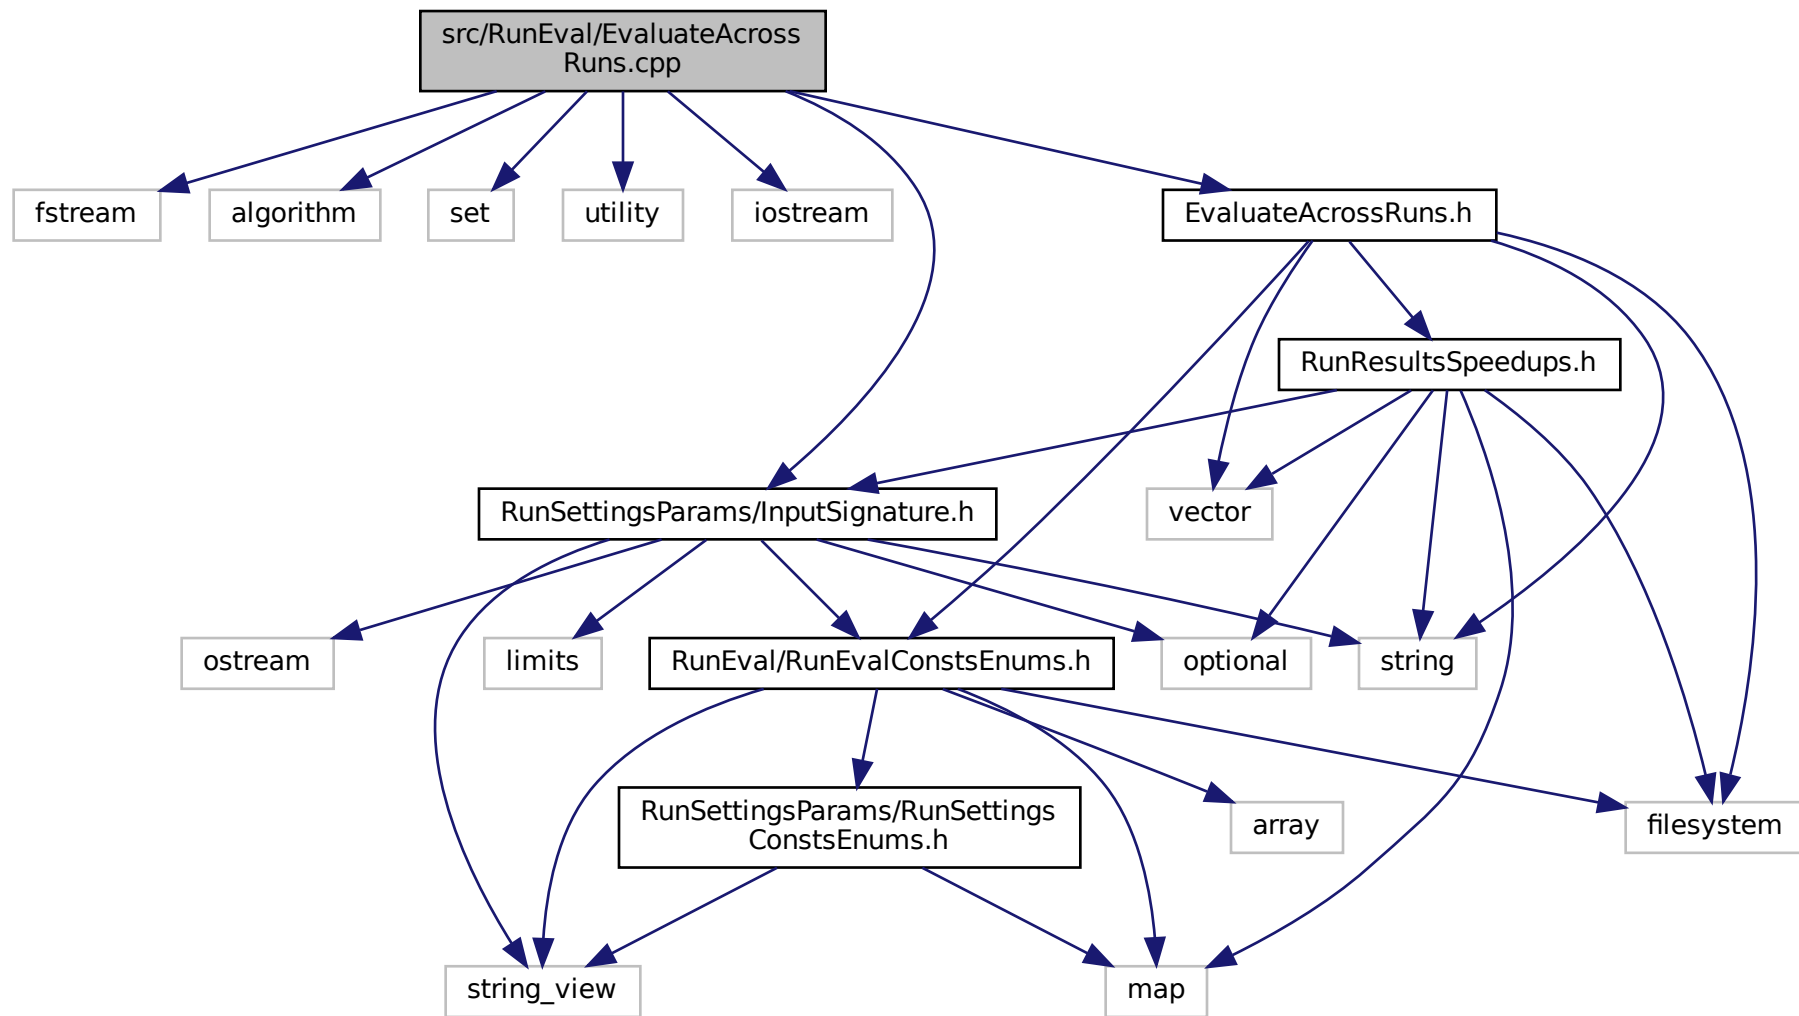 src/RunEval/EvaluateAcross
Runs.cpp
fstream
algorithm
set
utility
iostream
EvaluateAcrossRuns.h
RunResultsSpeedups.h
RunSettingsParams/InputSignature.h
vector
ostream
limits
RunEval/RunEvalConstsEnums.h
optional
string
RunSettingsParams/RunSettings
ConstsEnums.h
array
filesystem
string_view
map